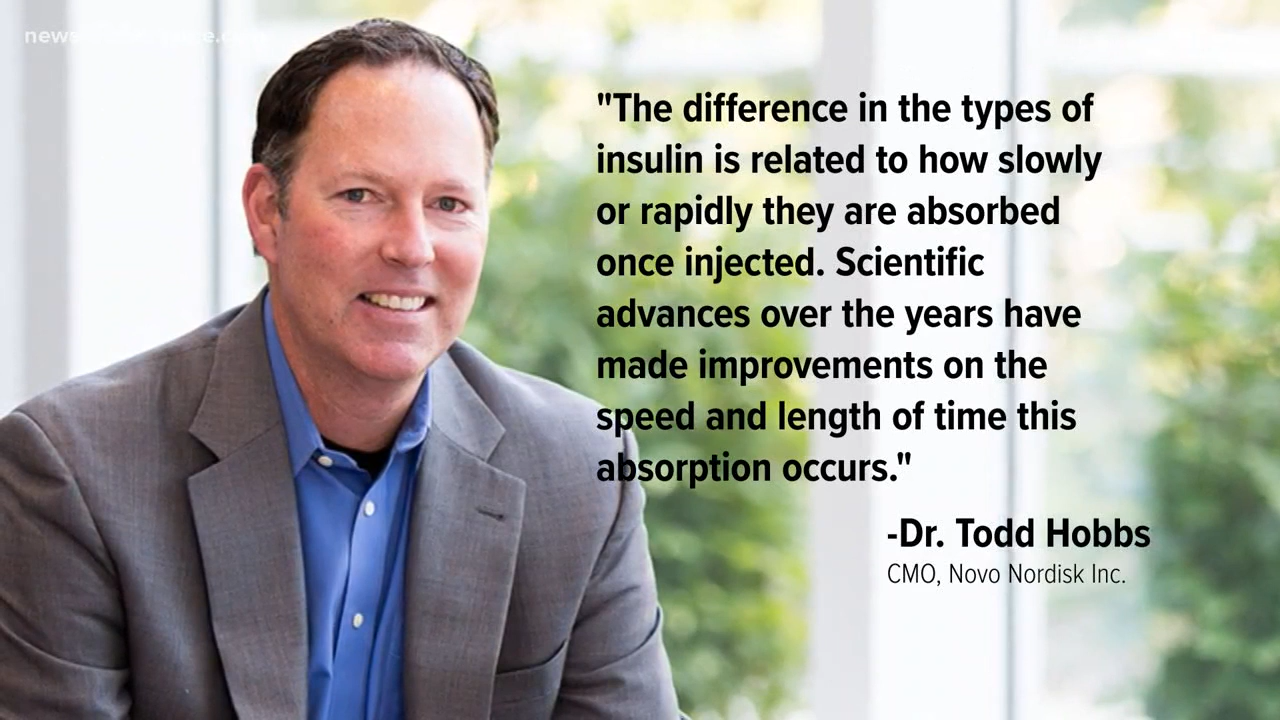 "The difference in the types of
insulin is related to how slowly
or rapidly they are absorbed
once injected. Scientific
advances over the years have
made improvements on the
speed and length of time this
absorption occurs."
-Dr. Todd Hobbs
CMO, Novo Nordisk Inc.